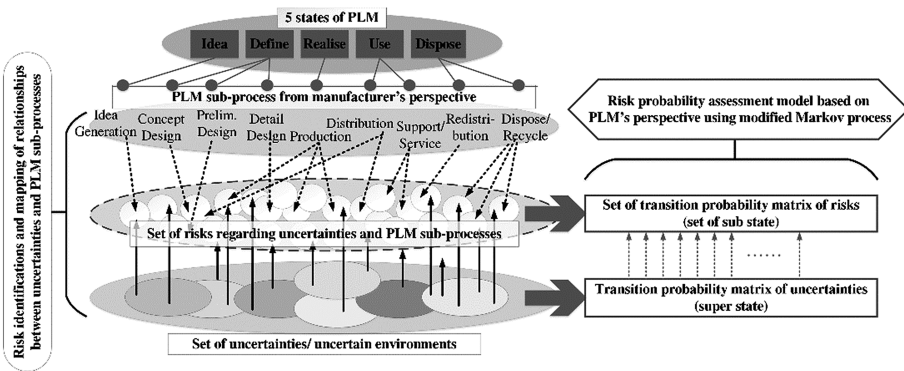 5 states of PLM
Idea Define Realise Use Dispose
PLM sub-process from manufacturer's perspective
Idea
Generation
Concept
Design
Prelim.
Design
Detail
Design
Production
Distribution
Support/
Service
Redistri-
bution
Dispose/
Recycle
Set of risks regarding uncertainties and PLM sub-processes
Set of uncertainties/ uncertain environments
Risk identifications and mapping of relationships
between uncertainties and PLM sub-processes
Risk probability assessment model based on
PLM's perspective using modified Markov process
Set of transition probability matrix of risks
(set of sub state)
......
Transition probability matrix of uncertainties
(super state)